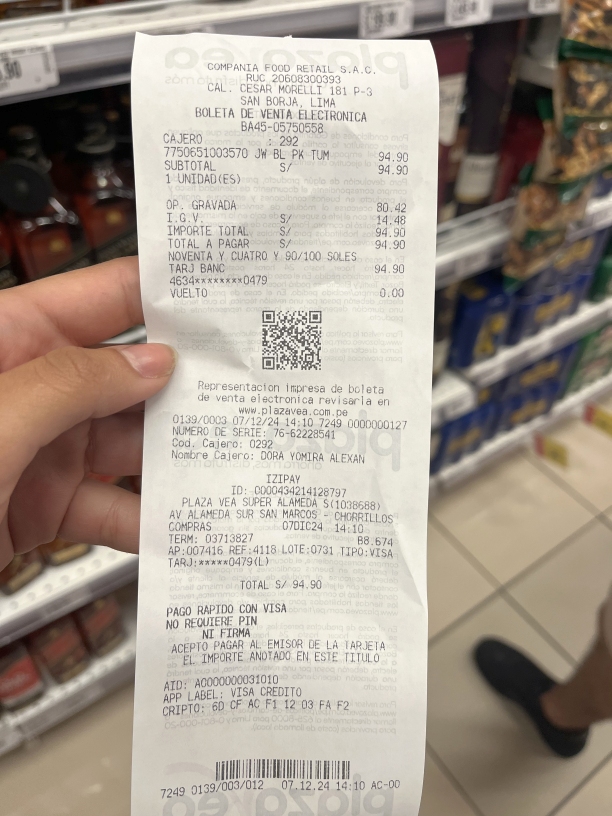 COMPANIA FOOD RETAIL S.A.C.
RUC 20608300393
CAL. CESAR MORELLI 181 P-3
SAN BORJA, LIMA
BOLETA DE VENTA ELECTRONICA
BA45-05750558
CAJERO : 292
7750651003570 JW BL PK TUM 94.90
SUBTOTAL S/ 94.90
1 UNIDAD(ES)
OP. GRAVADA 80.42
I.G.V. S/ 14.48
IMPORTE TOTAL S/ 94.90
TOTAL A PAGAR S/ 94.90
NOVENTA Y CUATRO Y 90/100 SOLES
TARJ BANC 94.90
4634********0479
VUELTO 0.00
Representacion impresa de boleta
de venta electronica revisarla en
www.plazavea.com.pe
0139/0003 07/12/24 14:10 7249 0000000127
NUMERO DE SERIE: 76-62228541
Cod. Cajero: 0292
Nombre Cajero: DORA YOMIRA ALEXAN
IZIPAY
ID: 0000434214128797
PLAZA VEA SUPER ALAMEDA S(1038688)
AV ALAMEDA SUR SAN MARCOS - CHORRILLOS
COMPRAS 07DIC24 14:10
TERM: 03713827 B8.674
AP:007416 REF:4118 LOTE:0731 TIPO:VISA
TARJ:*****0479(L)
TOTAL S/ 94.90
PAGO RAPIDO CON VISA
NO REQUIERE PIN
NI FIRMA
ACEPTO PAGAR AL EMISOR DE LA TARJETA
EL IMPORTE ANOTADO EN ESTE TITULO
AID: A0000000031010
APP LABEL: VISA CREDITO
CRIPTO: 6D CF AC F1 12 03 FA F2
7249 0139/003/012 07.12.24 14:10 AC-00